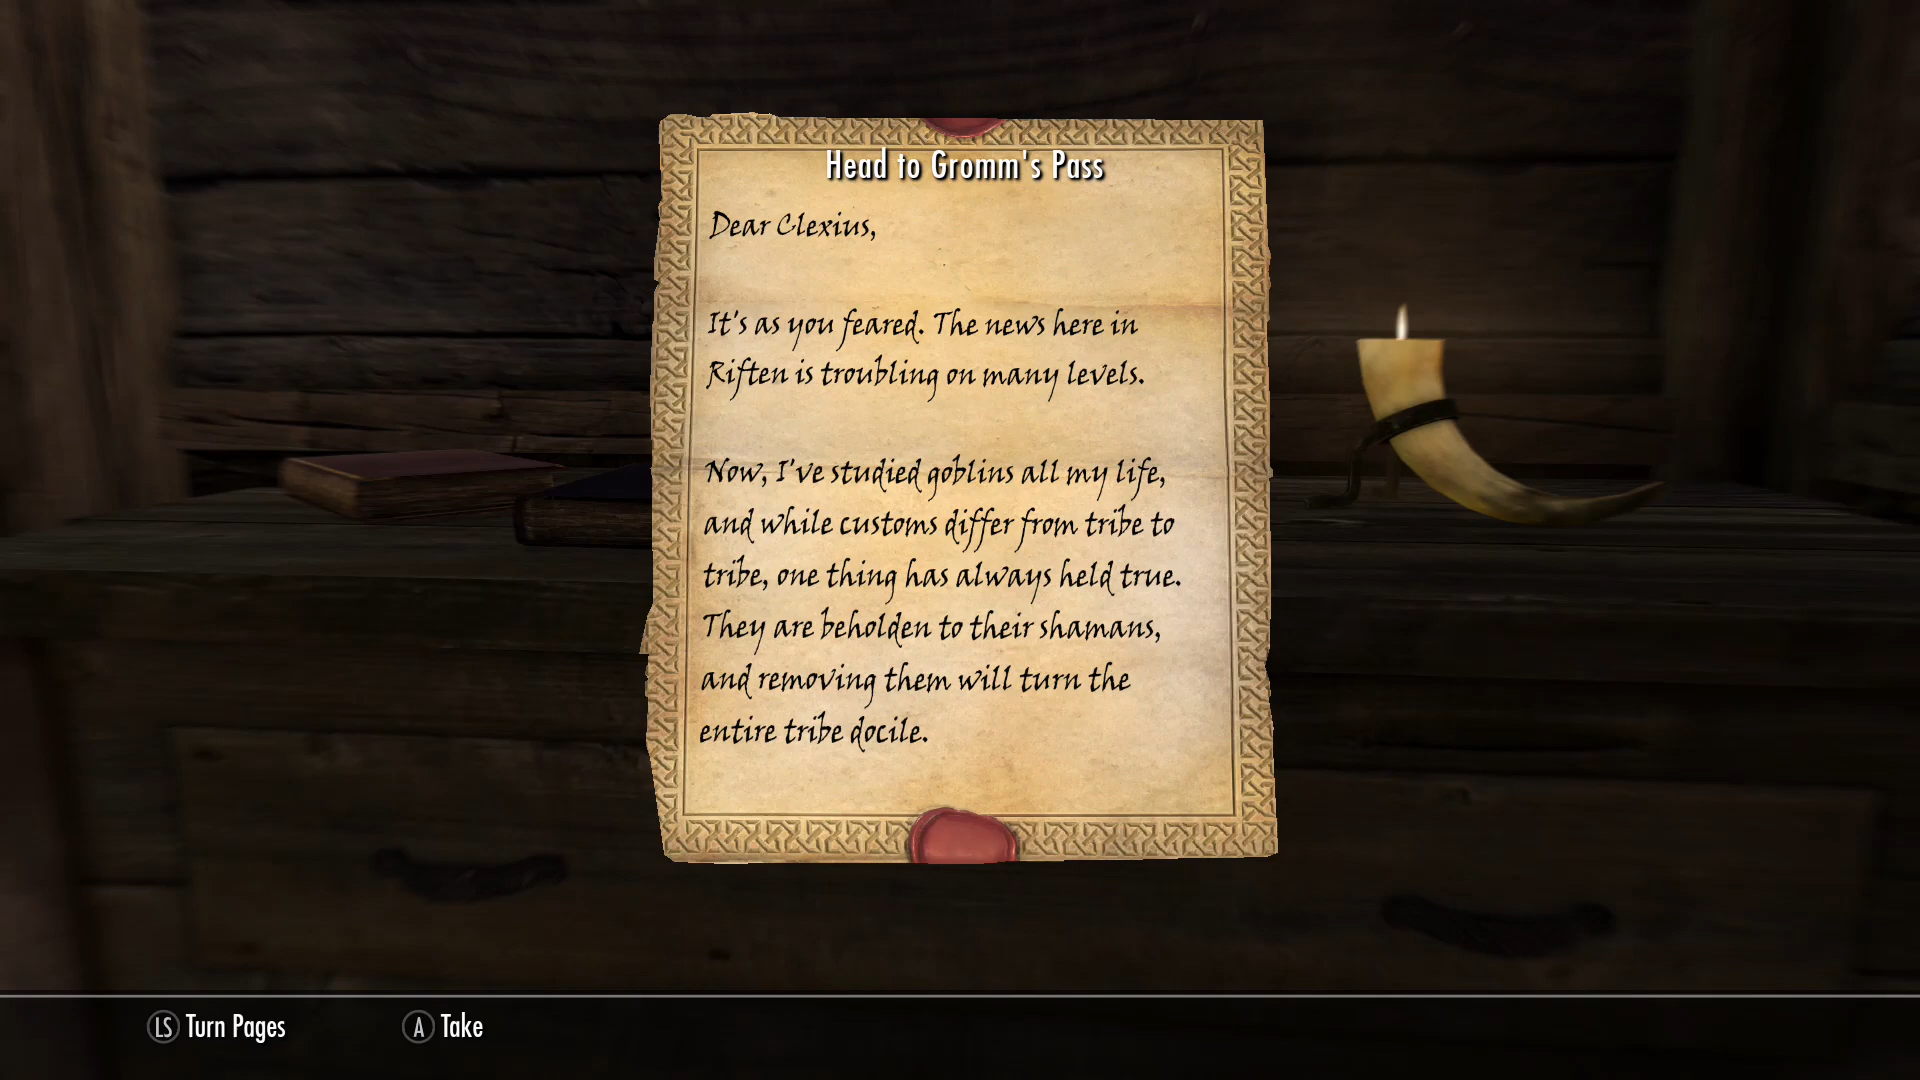 Head to Gromm's Pass
Dear Clexius,
It's as you feared. The news here in
Riften is troubling on many levels.
Now, I've studied goblins all my life,
and while customs differ from tribe to
tribe, one thing has always held true.
They are beholden to their shamans,
and removing them will turn the
entire tribe docile.
LS Turn Pages
A Take